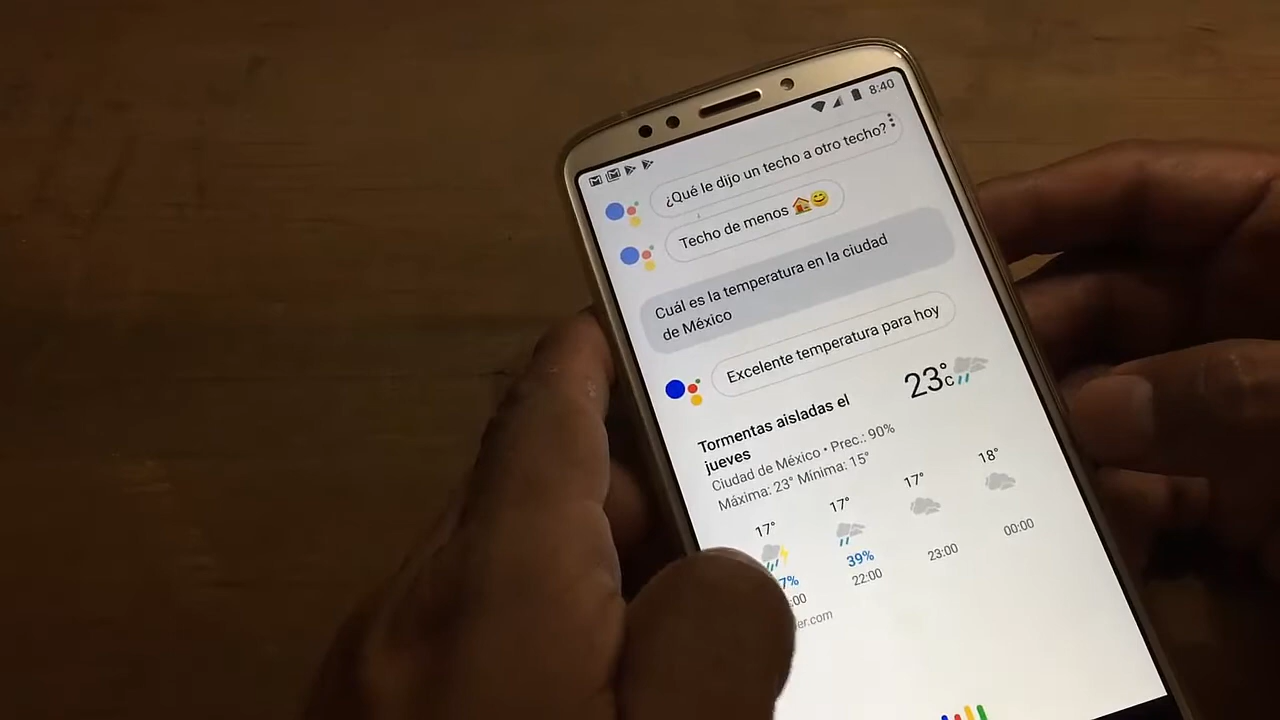 8:40
¿Qué le dijo un techo a otro techo?
Techo de menos 🏠😊
Cuál es la temperatura en la ciudad
de México
Excelente temperatura para hoy
23°C
Tormentas aisladas el
jueves
Ciudad de México • Prec.: 90%
Máxima: 23° Mínima: 15°
17° 17° 17° 18°
39%
22:00 23:00 00:00